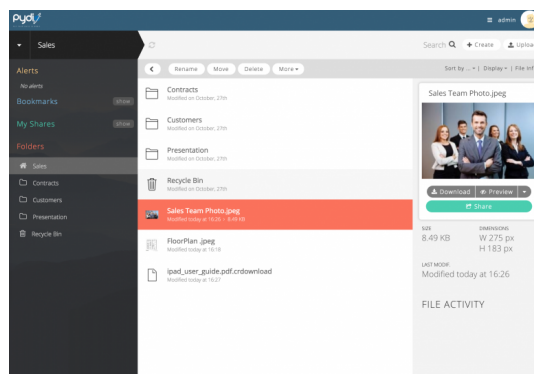 pydio
admin
Sales
Search
+ Create
Upload
Alerts
No alerts
Bookmarks
show
My Shares
show
Folders
Sales
Contracts
Customers
Presentation
Recycle Bin
Rename
Move
Delete
More
Sort by ...
| Display
| File Inf
Contracts
Modified on October, 27th
Customers
Modified on October, 27th
Presentation
Modified on October, 27th
Recycle Bin
Modified on October, 27th
Sales Team Photo.jpeg
Modified today at 16:26 • 8.49 KB
FloorPlan .jpeg
Modified today at 16:18
ipad_user_guide.pdf.crdownload
Modified today at 16:27
Sales Team Photo.jpeg
Download
Preview
Share
SIZE
8.49 KB
DIMENSIONS
W 275 px
H 183 px
LAST MODIF.
Modified today at 16:26
FILE ACTIVITY